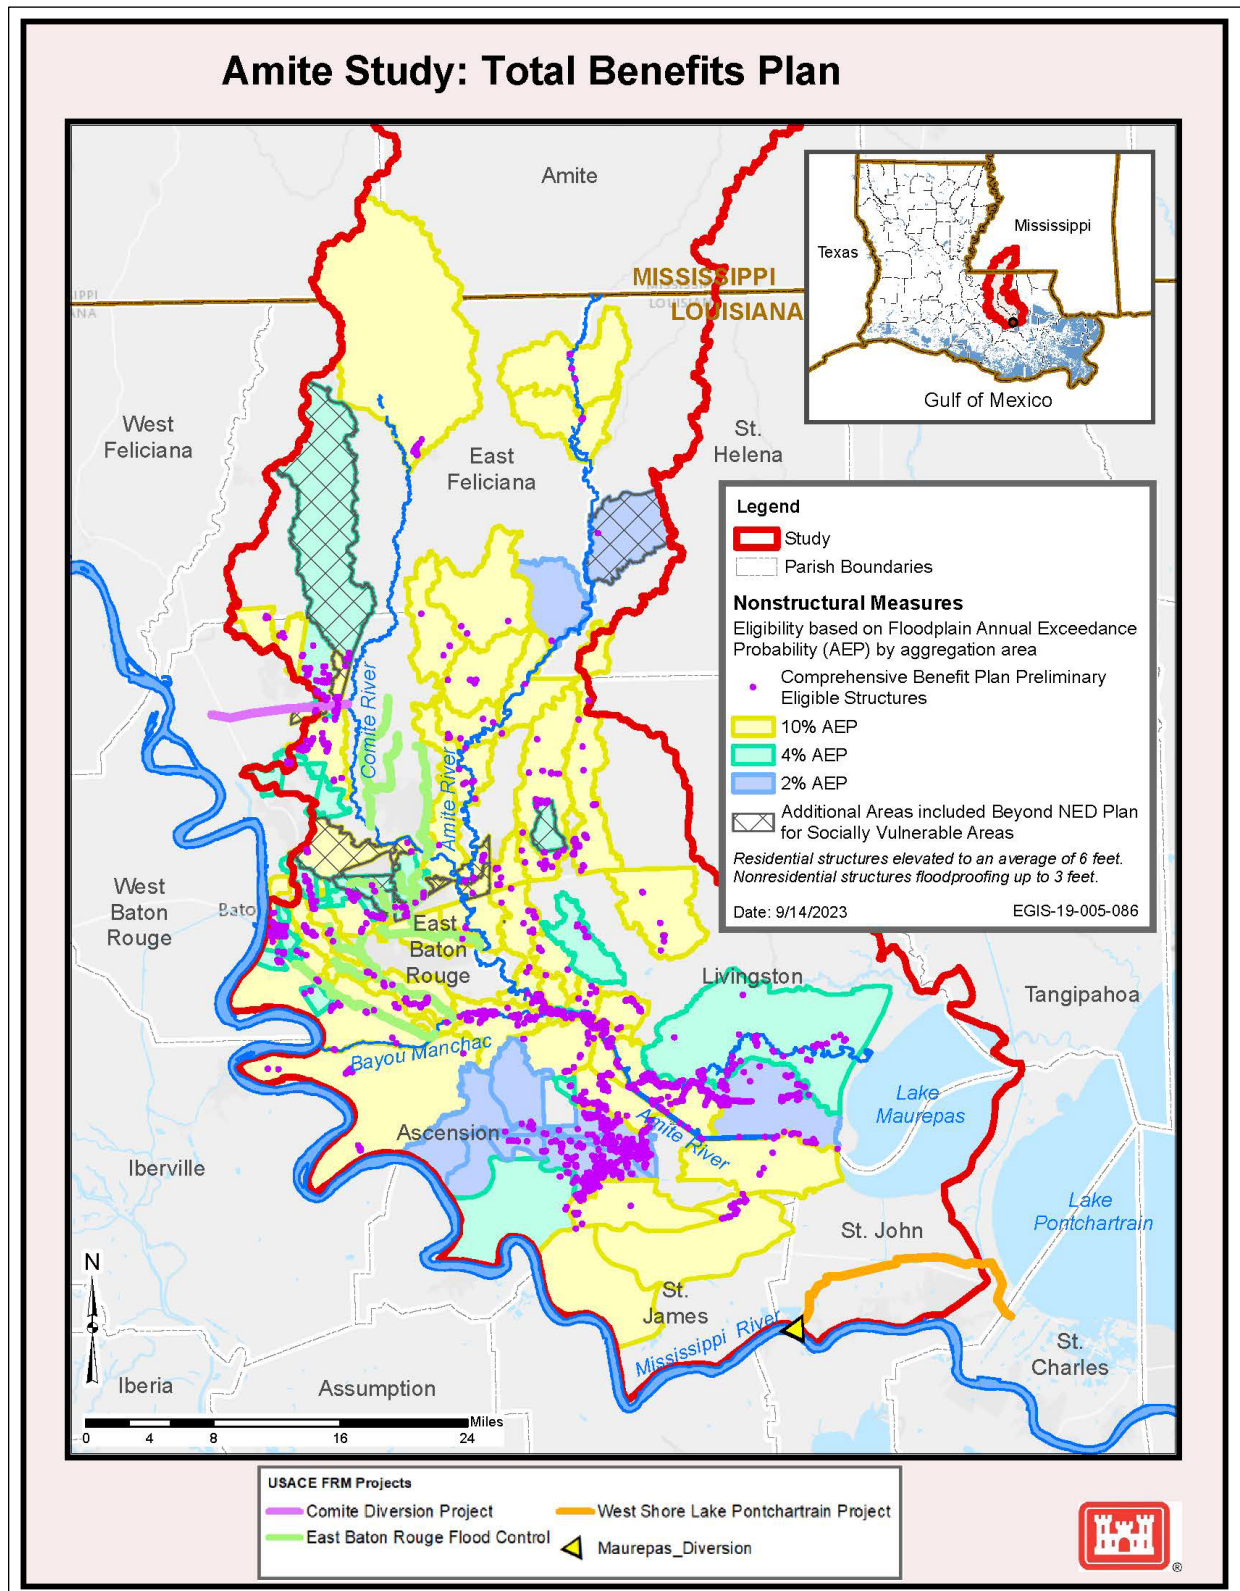 Amite Study: Total Benefits Plan
Amite
MISSISSIPPI
LOUISIANA
Texas
Mississippi
Gulf of Mexico
West
Feliciana
East
Feliciana
St.
Helena
Legend
Study
Parish Boundaries
Nonstructural Measures
Eligibility based on Floodplain Annual Exceedance
Probability (AEP) by aggregation area
Comprehensive Benefit Plan Preliminary
Eligible Structures
10% AEP
4% AEP
2% AEP
Additional Areas included Beyond NED Plan
for Socially Vulnerable Areas
Residential structures elevated to an average of 6 feet.
Nonresidential structures floodproofing up to 3 feet.
Date: 9/14/2023 EGIS-19-005-086
Comite River
Amite River
West
Baton
Rouge
Bato
East
Baton
Rouge
Livingston
Tangipahoa
Bayou Manchac
Lake
Maurepas
Ascension
Amite River
Iberville
Lake
Pontchartrain
St. John
St.
James
Mississippi River
St.
Charles
N
Iberia
Assumption
Miles
0 4 8 16 24
USACE FRM Projects
Comite Diversion Project
West Shore Lake Pontchartrain Project
East Baton Rouge Flood Control
Maurepas_Diversion
®